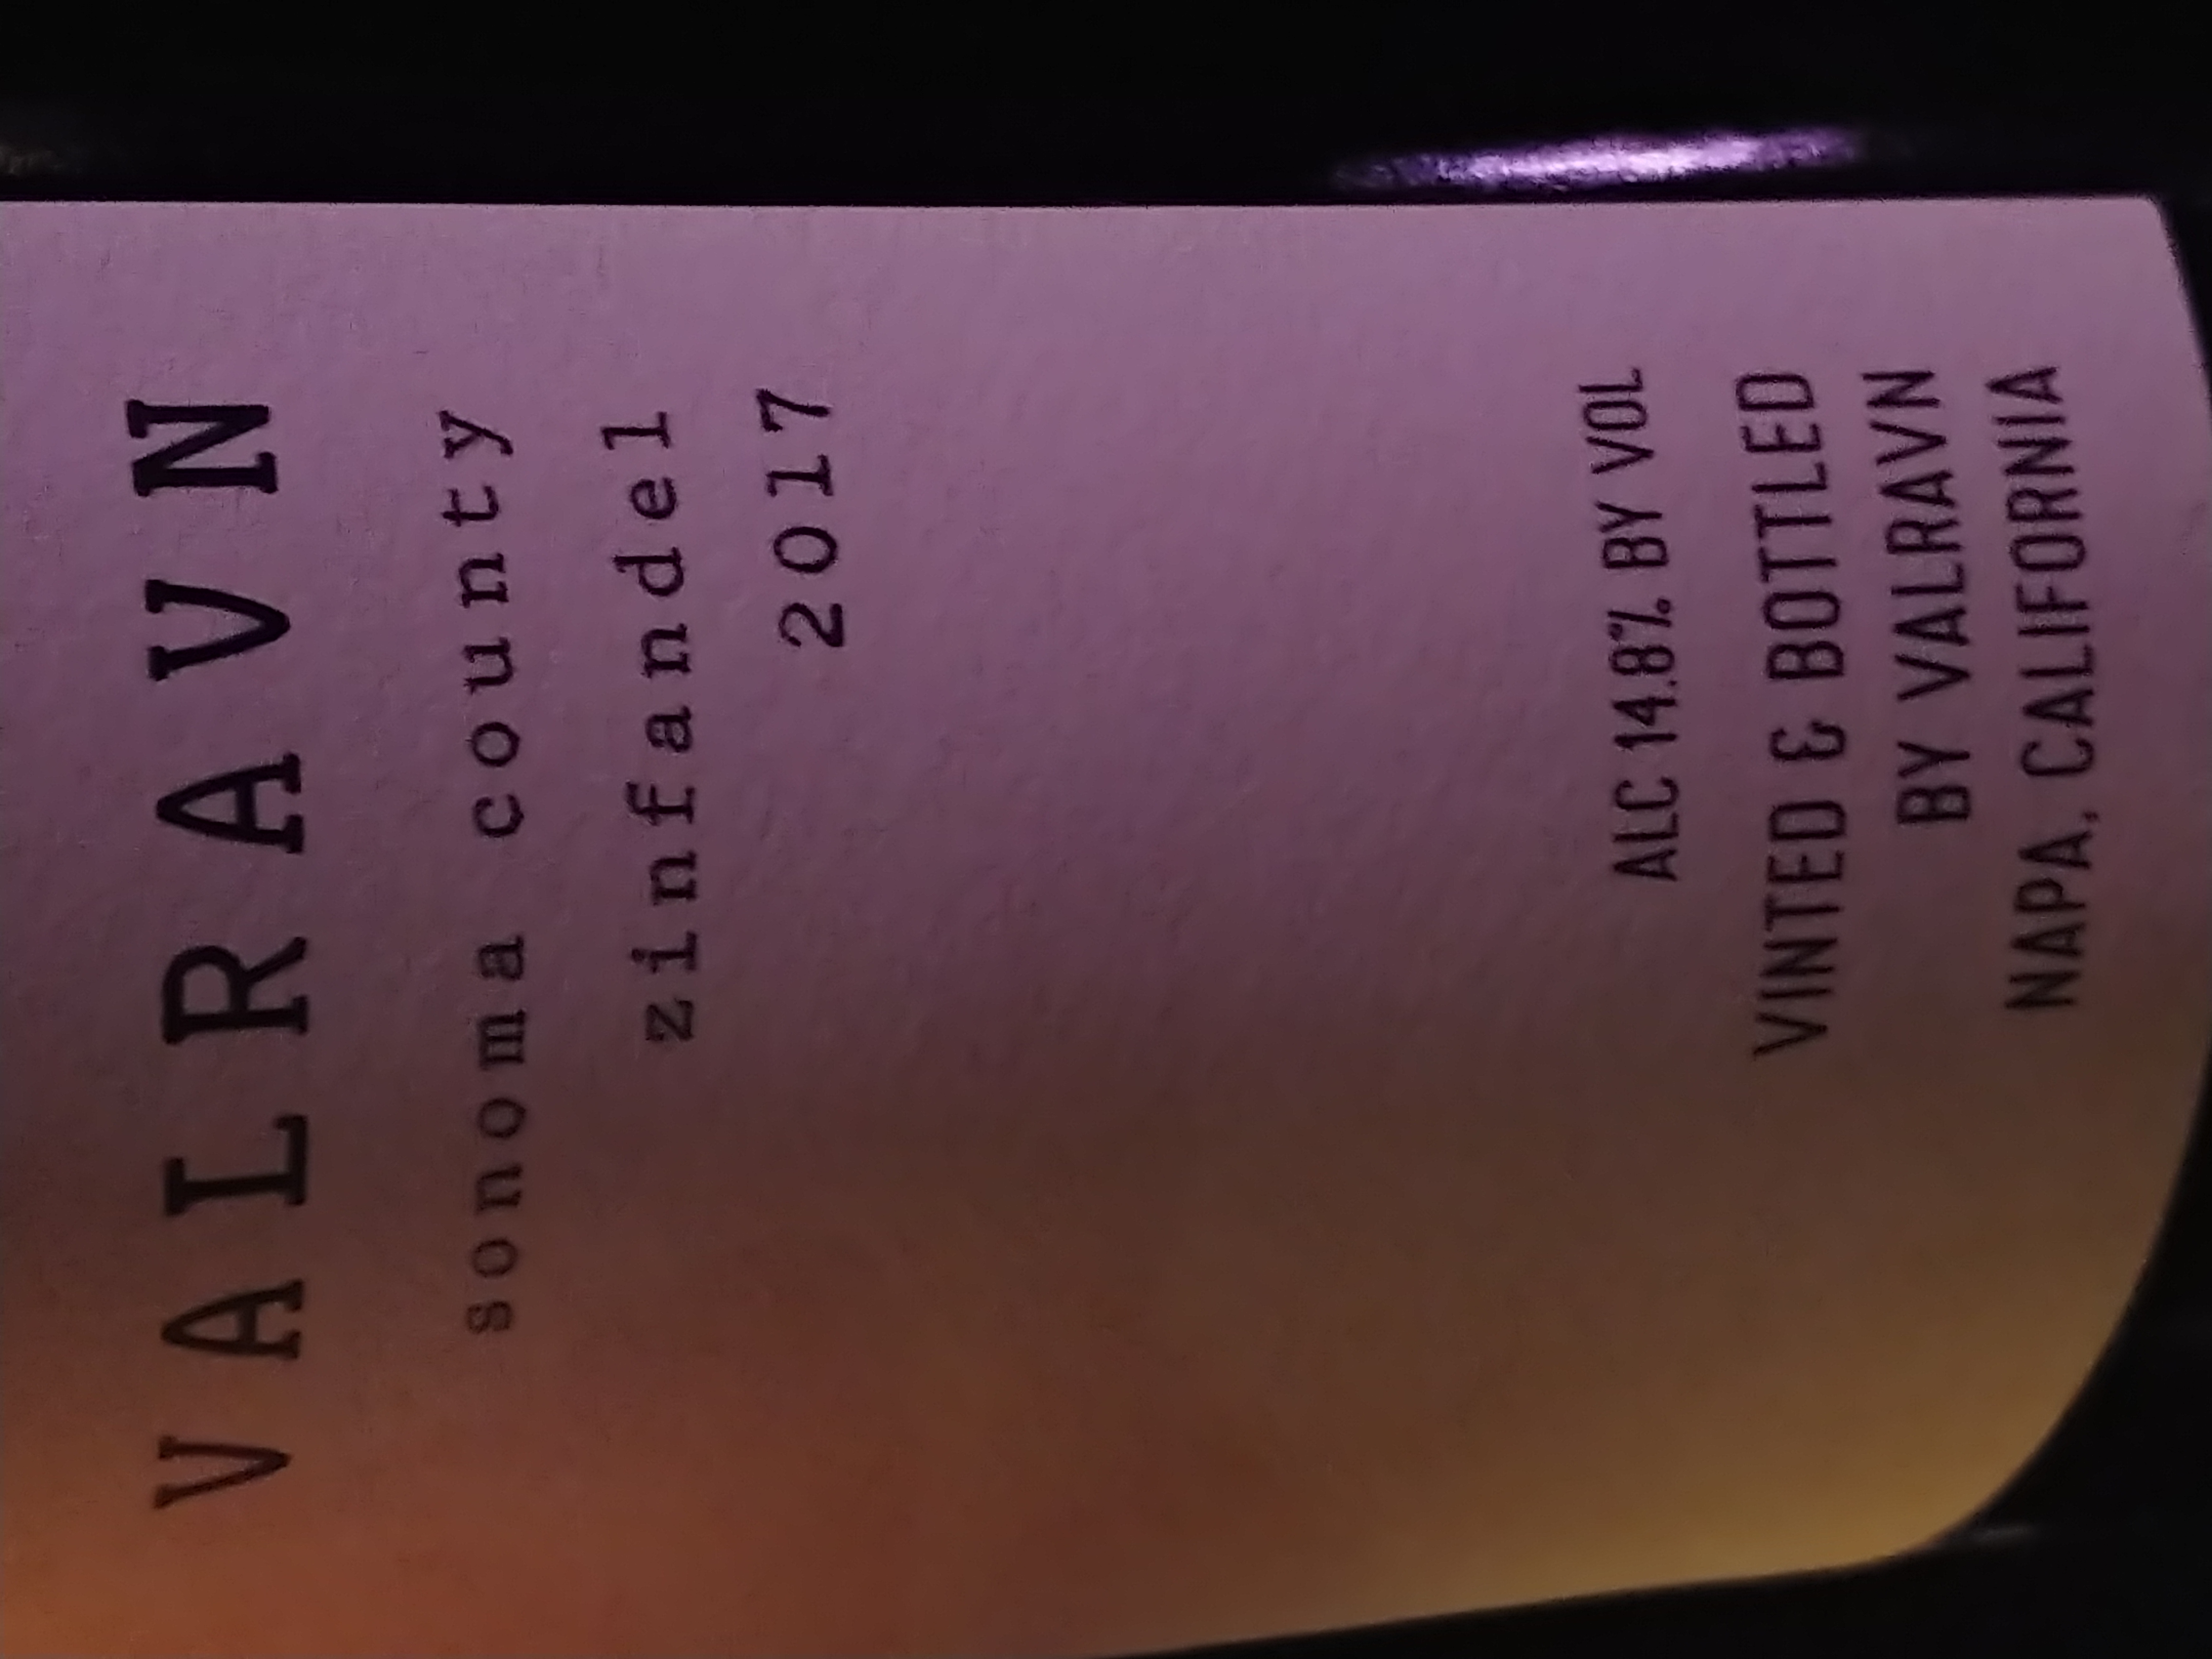 VALRAVN
sonoma county
zinfandel
2017
ALC 14.8% BY VOL
VINTED & BOTTLED
BY VALRAVN
NAPA, CALIFORNIA